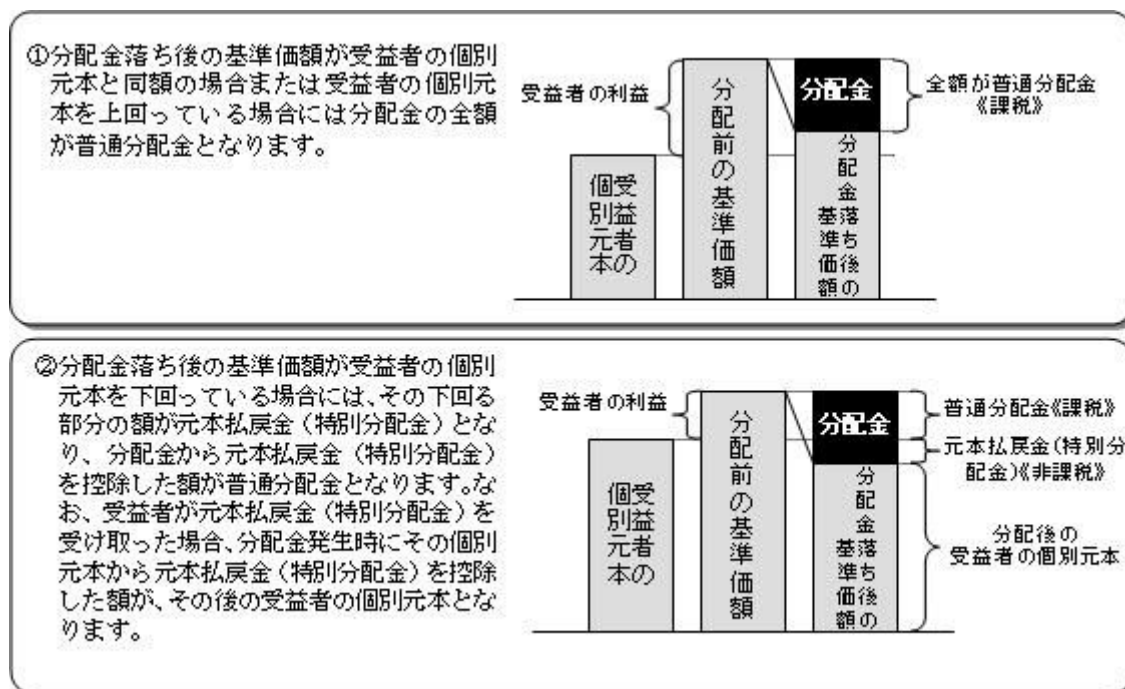 ①分配金落ち後の基準価額が受益者の個別
元本と同額の場合または受益者の個別元
本を上回っている場合には分配金の全額
が普通分配金となります。
受益者の利益
受益者の
個別元本
分配前の基準価額
分配金
分配金落ち後の
基準価額
全額が普通分配金
《課税》
②分配金落ち後の基準価額が受益者の個別
元本を下回っている場合には、その下回る
部分の額が元本払戻金(特別分配金)とな
り、分配金から元本払戻金(特別分配金)
を控除した額が普通分配金となります。な
お、受益者が元本払戻金(特別分配金)を
受け取った場合、分配金発生時にその個別
元本から元本払戻金(特別分配金)を控除
した額が、その後の受益者の個別元本とな
ります。
受益者の利益
受益者の
個別元本
分配前の基準価額
分配金
分配金落ち後の
基準価額
普通分配金《課税》
元本払戻金(特別分
配金)《非課税》
分配後の
受益者の個別元本